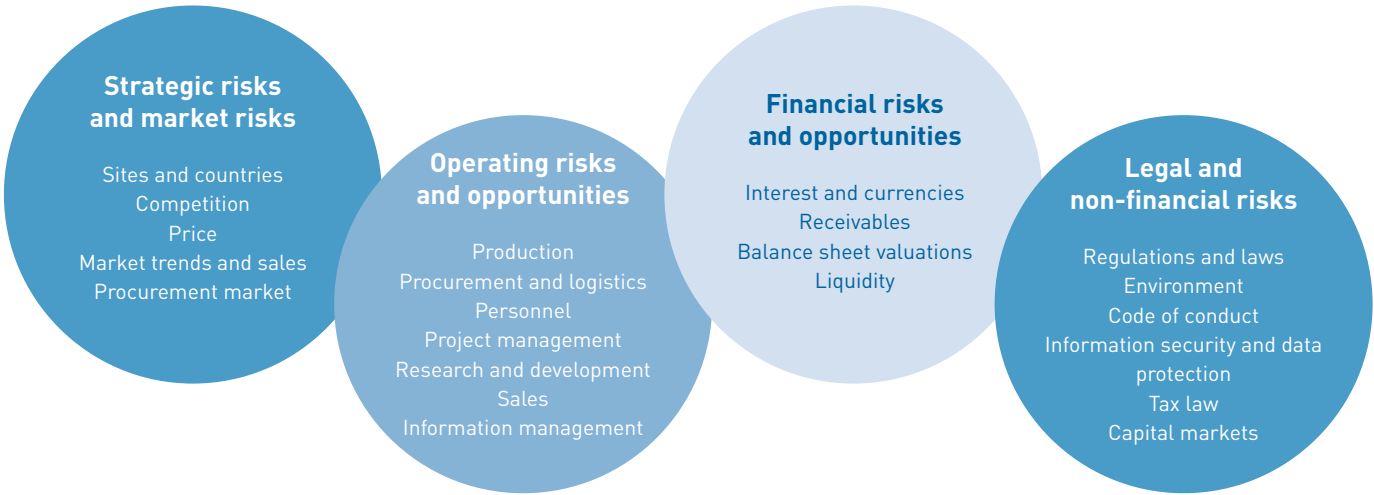 Strategic risks
and market risks
Sites and countries
Competition
Price
Market trends and sales
Procurement market
Operating risks
and opportunities
Production
Procurement and logistics
Personnel
Project management
Research and development
Sales
Information management
Financial risks
and opportunities
Interest and currencies
Receivables
Balance sheet valuations
Liquidity
Legal and
non-financial risks
Regulations and laws
Environment
Code of conduct
Information security and data
protection
Tax law
Capital markets